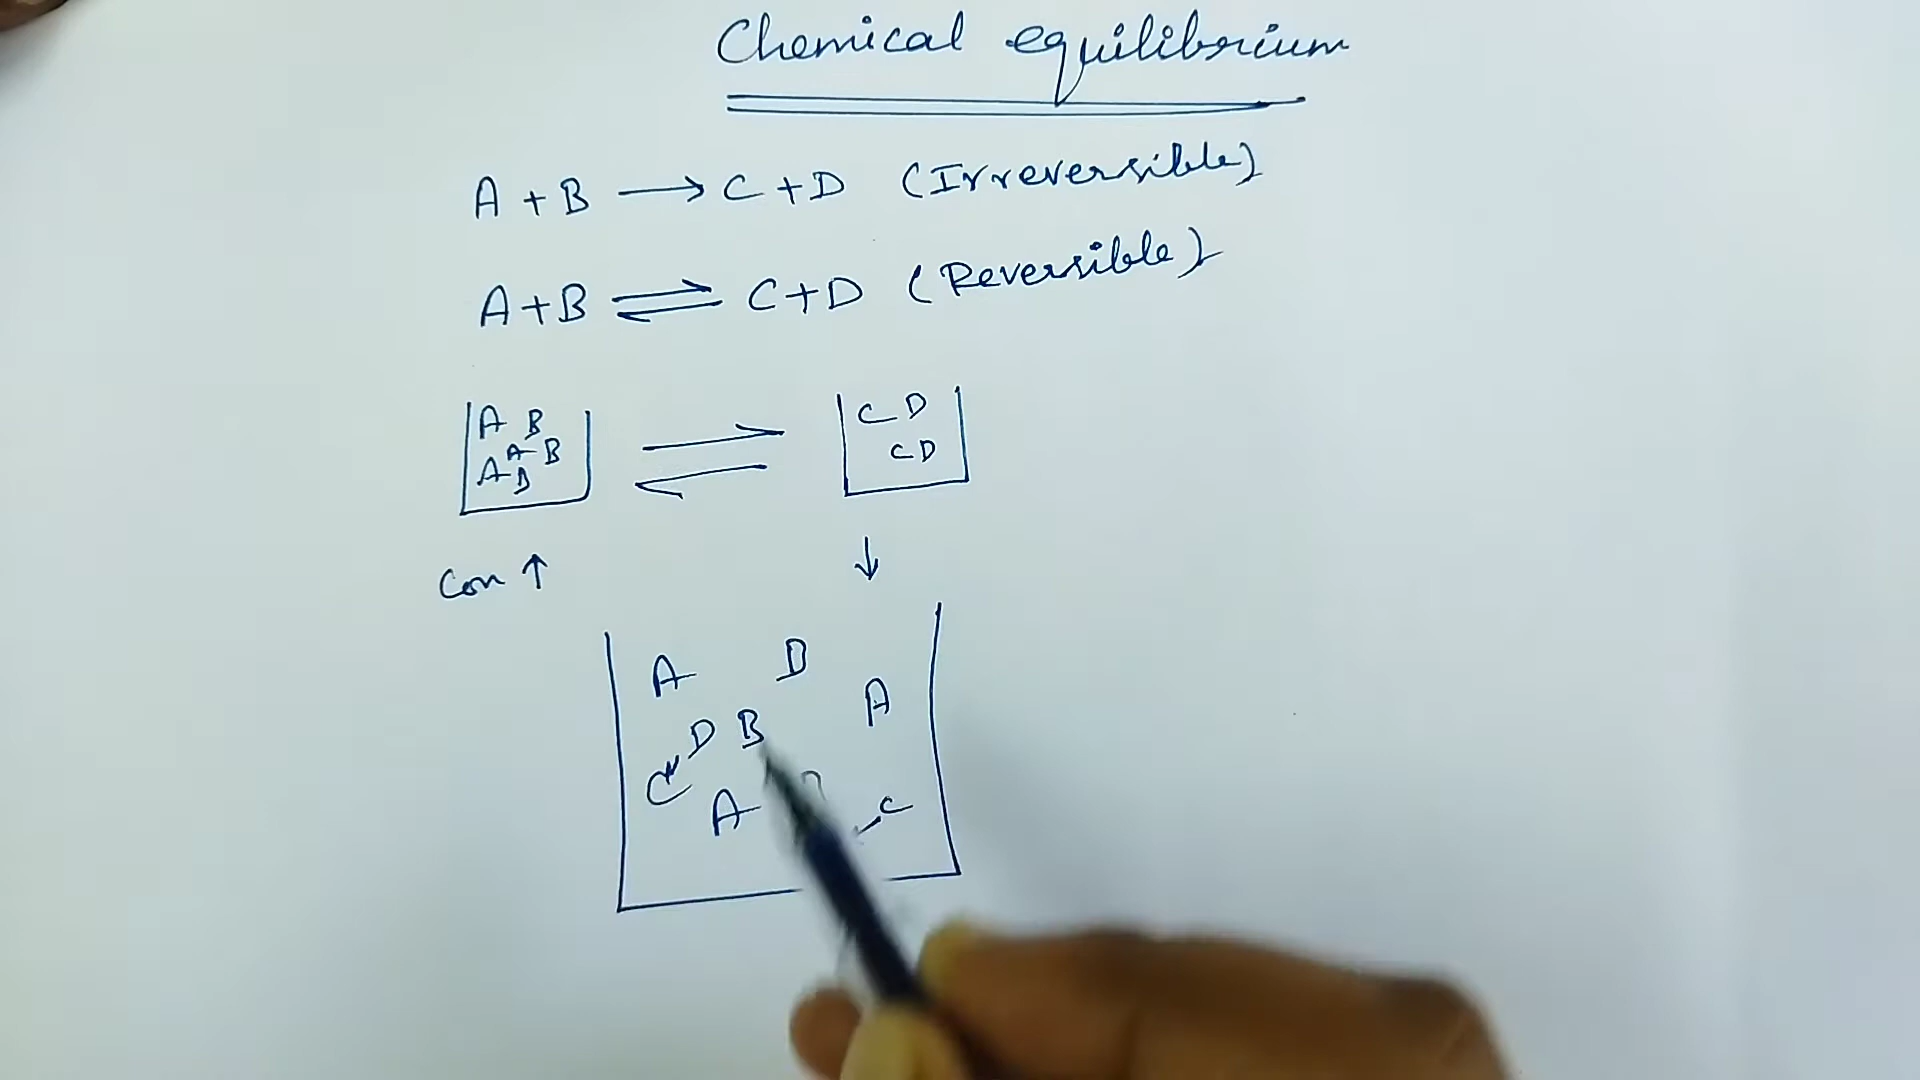 Chemical equilibrium
A + B → C + D (Irreversible)
A + B ⇌ C + D (Reversible)
A B
A B
A B
⇌
C D
C D
Con ↑
↓
A D
A
D B
C
A
C